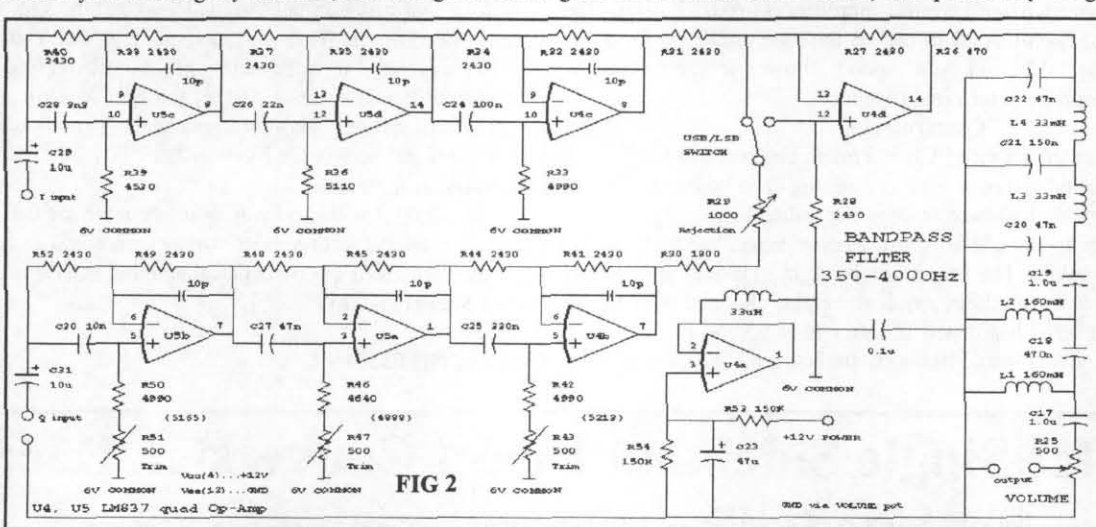 R40 2430
R38 2430
R37 2430
R35 2430
R34 2430
R32 2430
R31 2430
R27 2430
R26 470
10p
10p
10p
9
10
U5c
8
13
12
U5d
14
9
10
U4c
8
13
12
U4d
14
C28 3n3
C26 22n
C24 100n
C29
10u
I input
R39
4530
6V COMMON
R36
5110
6V COMMON
R33
4990
6V COMMON
USB/LSB
SWITCH
R29
1000
Rejection
R28
2430
6V COMMON
BANDPASS
FILTER
350-4000Hz
C22 47n
L4 33mH
C21 150n
L3 33mH
C20 47n
C19
1.0u
L2 160mH
C18
470n
L1 160mH
C17
1.0u
R25
500
VOLUME
output
R52 2430
R49 2430
R48 2430
R45 2430
R44 2430
R41 2430
R30 1800
10p
10p
10p
6
5
U5b
7
2
3
U5a
1
6
5
U4b
7
C30 10n
C27 47n
C25 220n
C31
10u
Q input
R50
4990
(5165)
R51
500
Trim
6V COMMON
R46
4640
(4888)
R47
500
Trim
6V COMMON
R42
4990
(5219)
R43
500
Trim
6V COMMON
33uH
2
3
U4a
1
0.1u
R53 150K
+12V POWER
R54
150K
C23
47u
(4)...+12V
(12)...GND
FIG 2
U4, U5 LM837 quad Op-Amp
GND via VOLUME pot